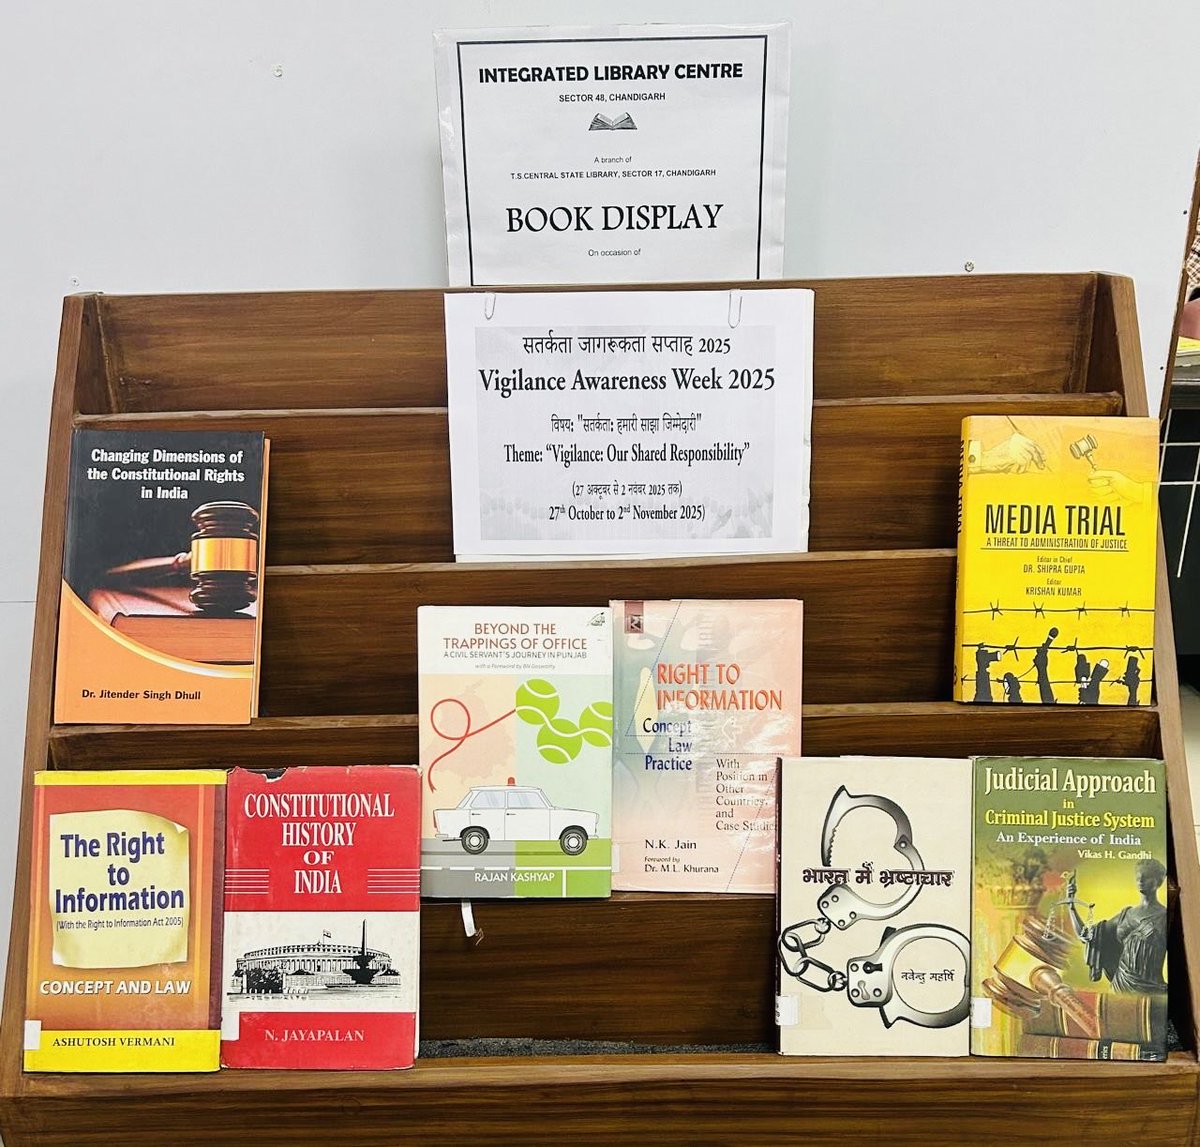 INTEGRATED LIBRARY CENTRE
SECTOR 48, CHANDIGARH
A branch of
T.S.CENTRAL STATE LIBRARY, SECTOR 17, CHANDIGARH
BOOK DISPLAY
On occasion of
सतर्कता जागरूकता सप्ताह 2025
Vigilance Awareness Week 2025
विषय: "सतर्कता: हमारी साझा जिम्मेदारी"
Theme: “Vigilance: Our Shared Responsibility”
(27 अक्टूबर से 2 नवंबर 2025 तक)
27th October to 2nd November 2025)
Changing Dimensions of
the Constitutional Rights
in India
Dr. Jitender Singh Dhull
MEDIA TRIAL
A THREAT TO ADMINISTRATION OF JUSTICE
Editor in Chief
DR. SHIPRA GUPTA
Editor
KRISHAN KUMAR
BEYOND THE
TRAPPINGS OF OFFICE
A CIVIL SERVANT'S JOURNEY IN PUNJAB
with a Foreword by BN Goswamy
RAJAN KASHYAP
RIGHT TO
INFORMATION
Concept
Law
Practice
With
Position in
Other
Countries,
and
Case Studies
N.K. Jain
Foreword by
Dr. M.L. Khurana
The Right
to
Information
(With the Right to Information Act 2005)
CONCEPT AND LAW
ASHUTOSH VERMANI
CONSTITUTIONAL
HISTORY
OF
INDIA
N. JAYAPALAN
भारत में भ्रष्टाचार
नवेन्दु महर्षि
Judicial Approach
in
Criminal Justice System
An Experience of India
Vikas H. Gandhi